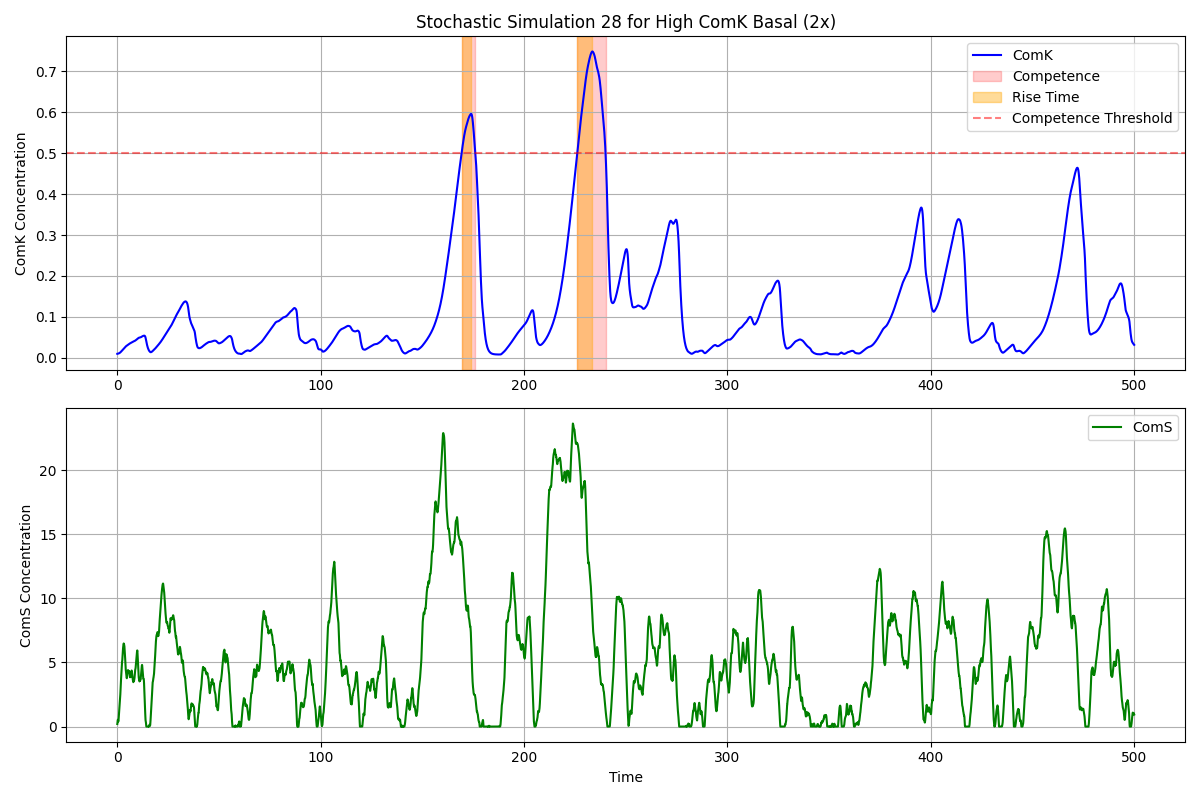 Stochastic Simulation 28 for High ComK Basal (2x)
ComK Concentration
0.7
0.6
0.5
0.4
0.3
0.2
0.1
0.0
ComK
Competence
Rise Time
Competence Threshold
0 100 200 300 400 500
ComS Concentration
20
15
10
5
0
ComS
0 100 200 300 400 500
Time